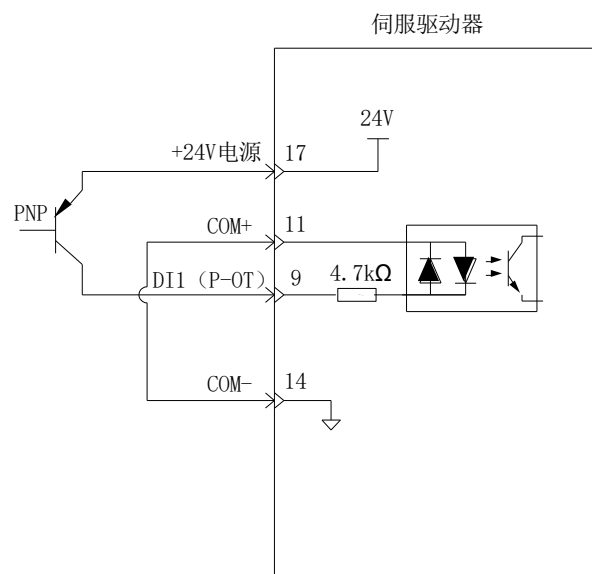 伺服驱动器
24V
+24V电源 17
PNP
COM+ 11
DI1（P-OT） 9 4.7kΩ
COM- 14